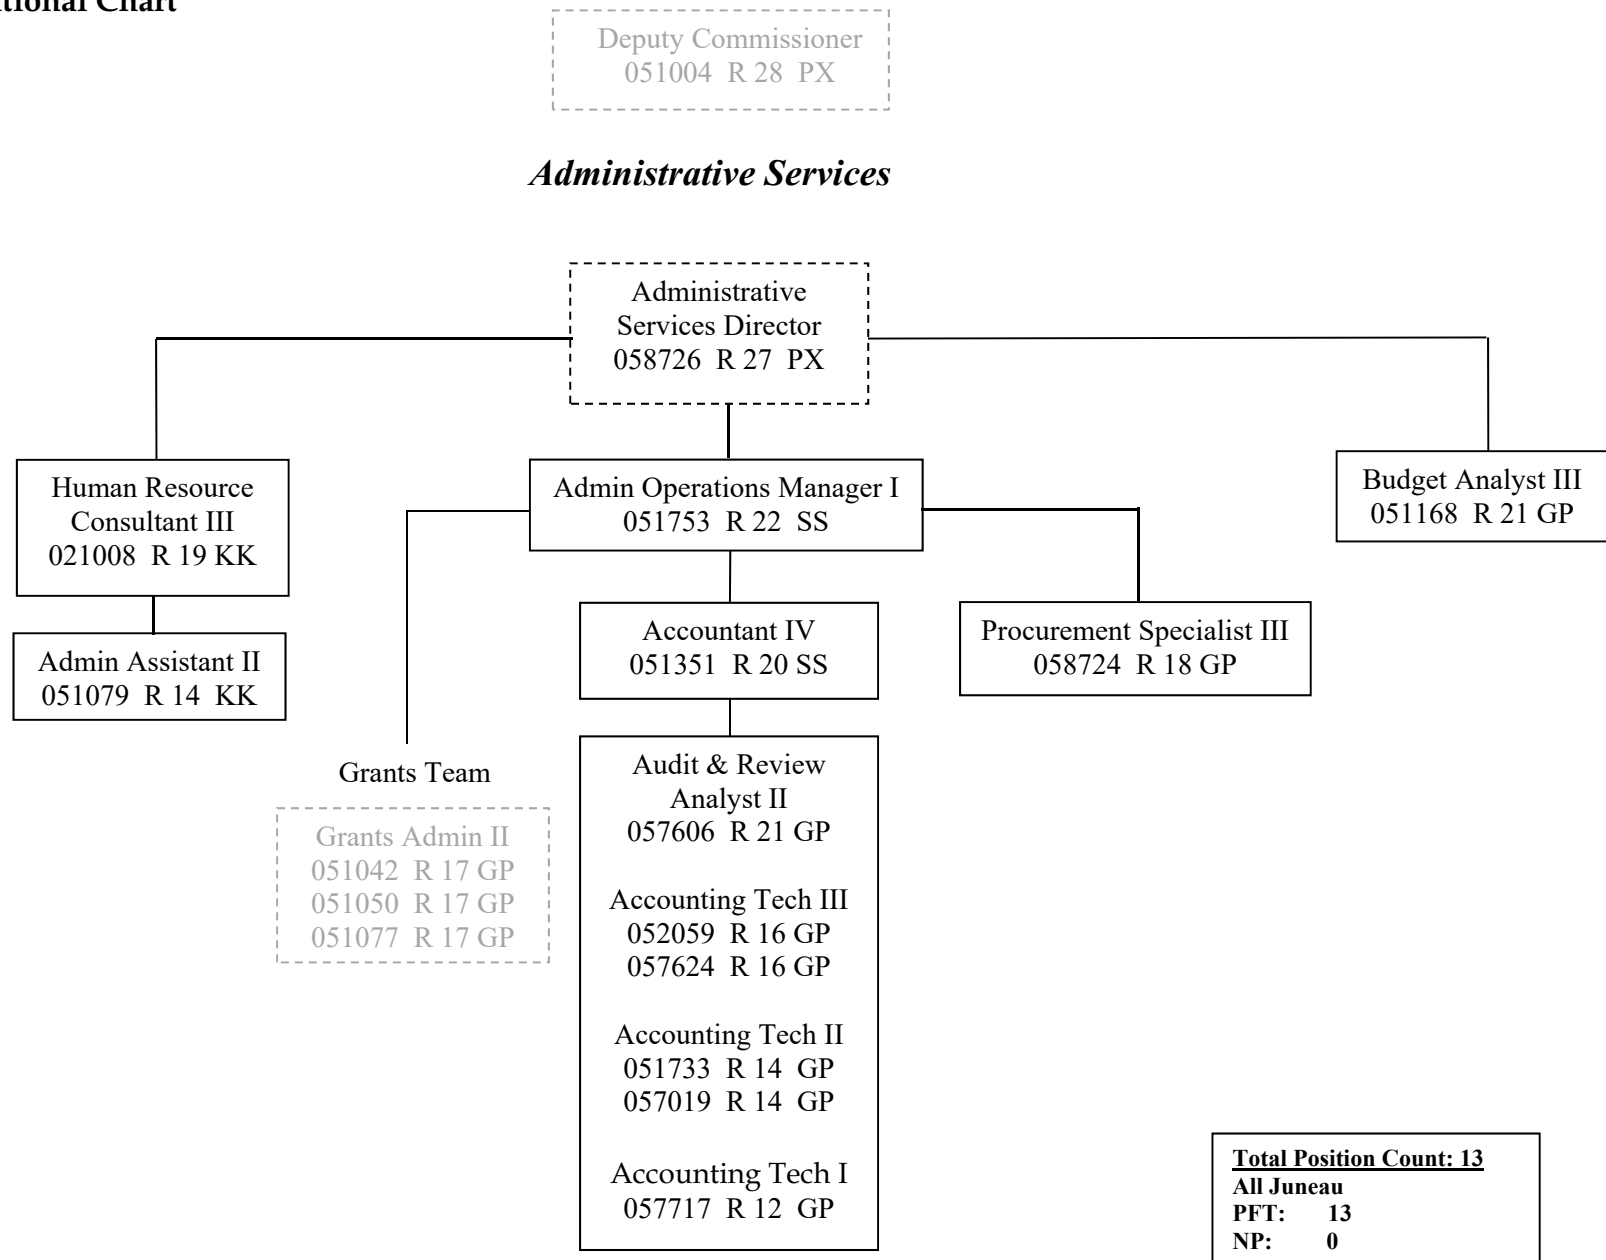 Chart
Deputy Commissioner
051004 R 28 PX
Administrative Services
Administrative
Services Director
058726 R 27 PX
Human Resource
Consultant III
021008 R 19 KK
Admin Assistant II
051079 R 14 KK
Admin Operations Manager I
051753 R 22 SS
Budget Analyst III
051168 R 21 GP
Accountant IV
051351 R 20 SS
Procurement Specialist III
058724 R 18 GP
Grants Team
Grants Admin II
051042 R 17 GP
051050 R 17 GP
051077 R 17 GP
Audit & Review
Analyst II
057606 R 21 GP
Accounting Tech III
052059 R 16 GP
057624 R 16 GP
Accounting Tech II
051733 R 14 GP
057019 R 14 GP
Accounting Tech I
057717 R 12 GP
Total Position Count: 13
All Juneau
PFT: 13
NP: 0